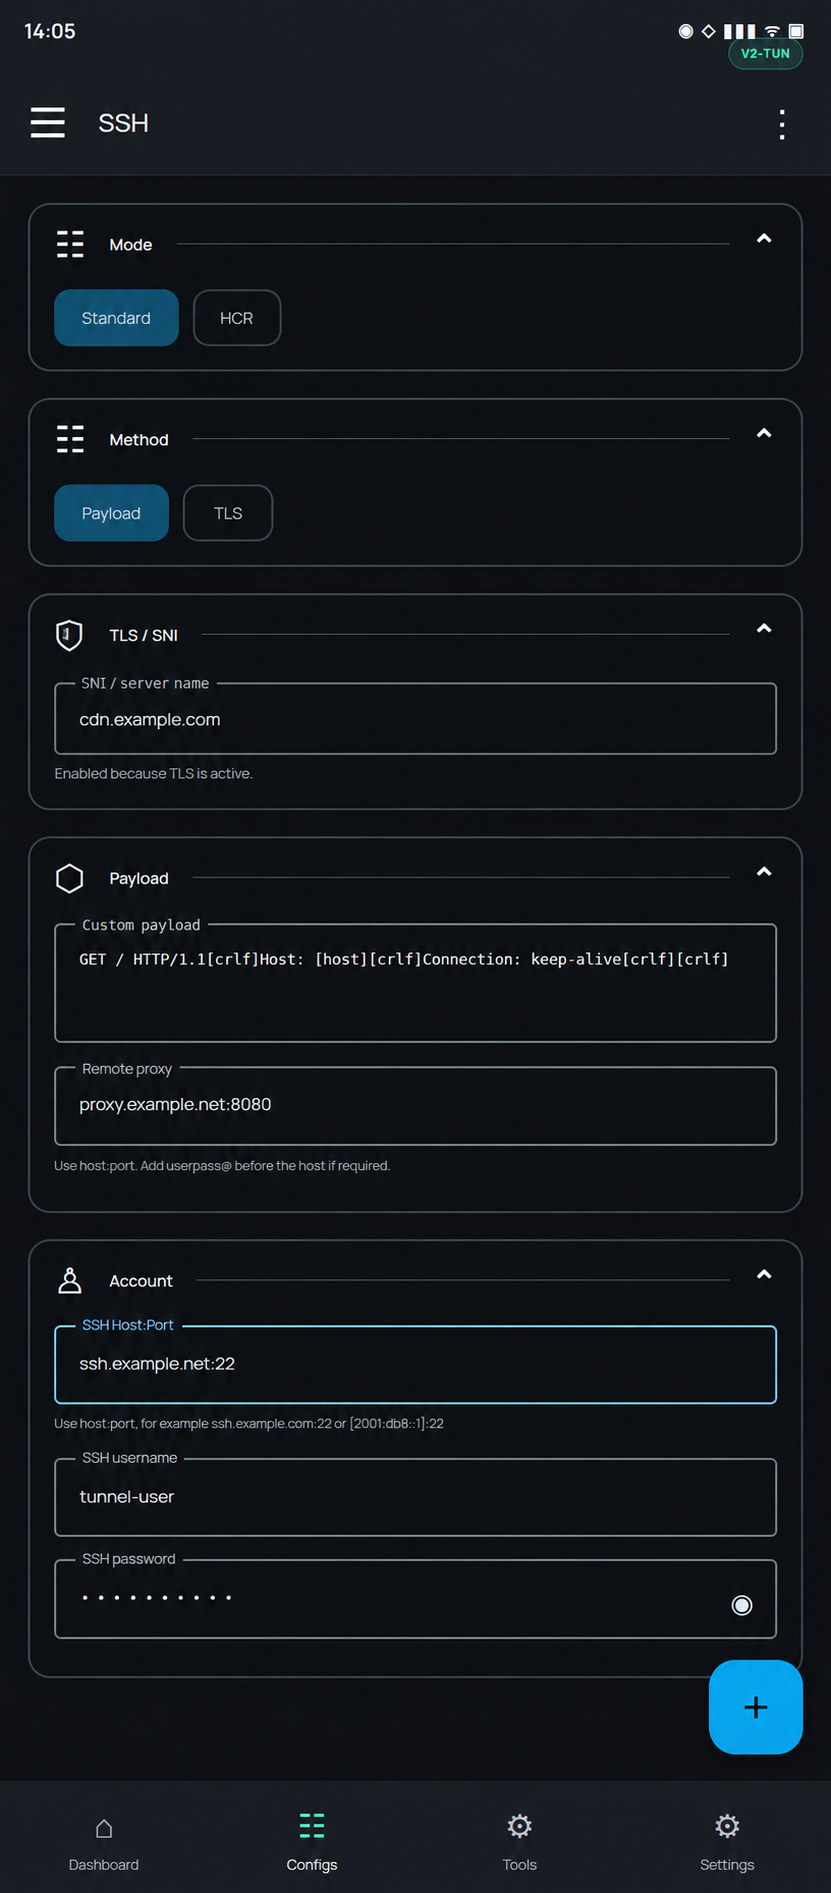 14:05
V2-TUN
SSH
Mode
Standard
HCR
Method
Payload
TLS
TLS / SNI
SNI / server name
cdn.example.com
Enabled because TLS is active.
Payload
Custom payload
GET / HTTP/1.1[crlf]Host: [host][crlf]Connection: keep-alive[crlf][crlf]
Remote proxy
proxy.example.net:8080
Use host:port. Add userpass@ before the host if required.
Account
SSH Host:Port
ssh.example.net:22
Use host:port, for example ssh.example.com:22 or [2001:db8::1]:22
SSH username
tunnel-user
SSH password
Dashboard
Configs
Tools
Settings